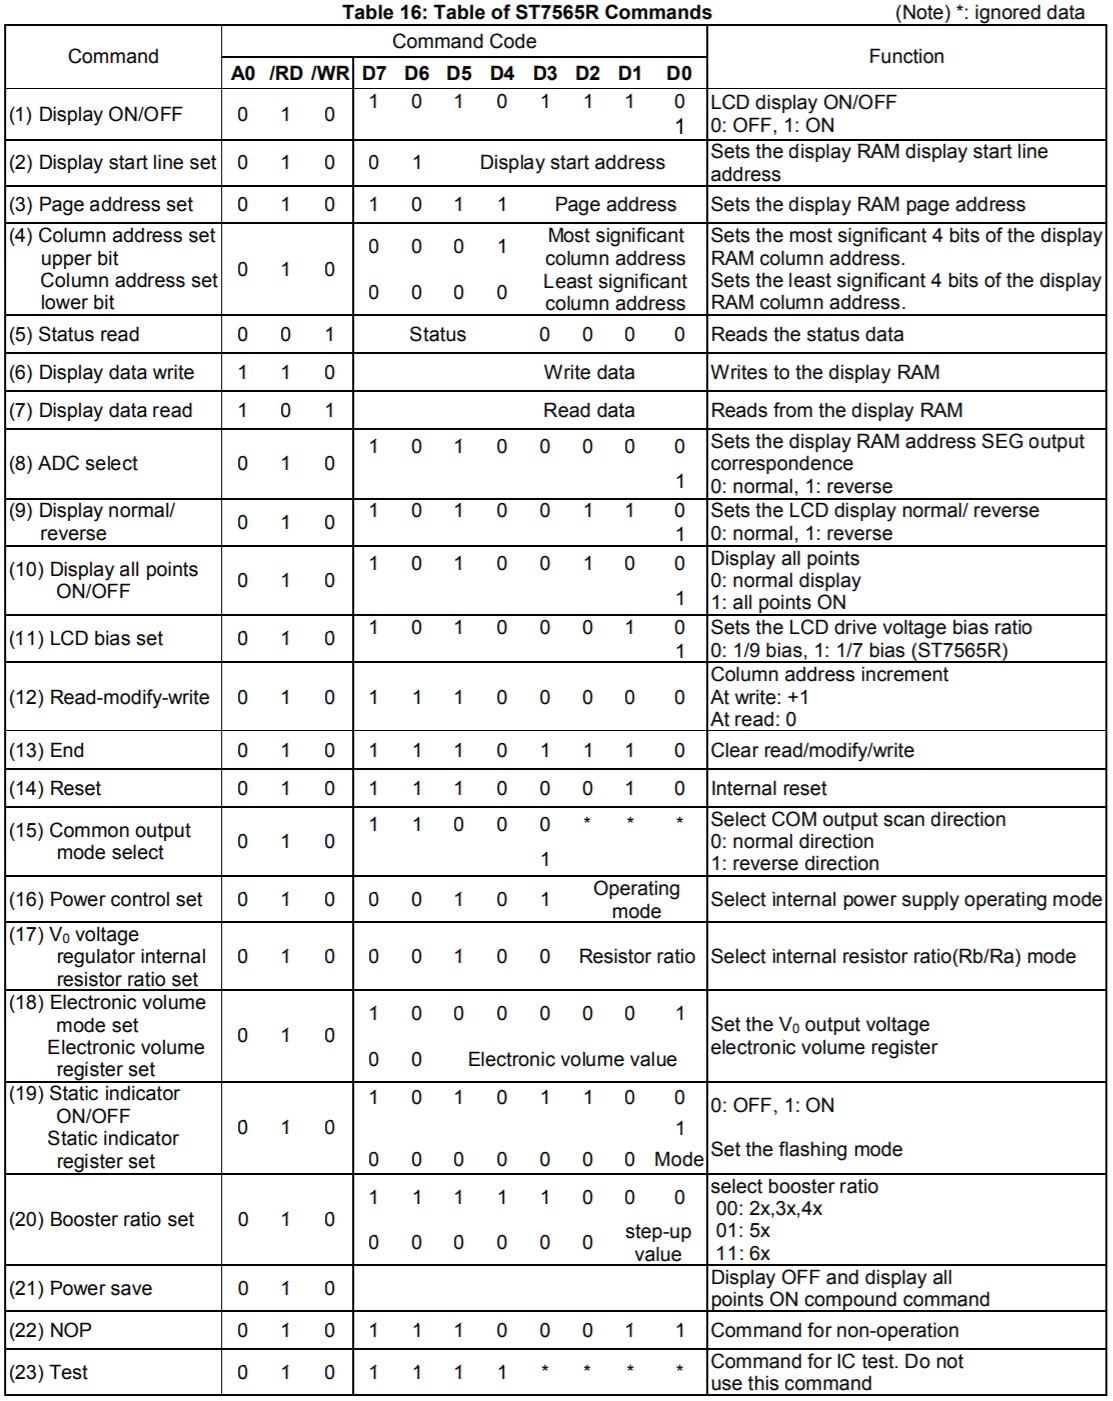 Table 16: Table of ST7565R Commands (Note) *: ignored data
Command Command Code Function
A0 /RD /WR D7 D6 D5 D4 D3 D2 D1 D0
(1) Display ON/OFF 0 1 0 1 0 1 0 1 1 1 0 LCD display ON/OFF
1 0: OFF, 1: ON
(2) Display start line set 0 1 0 0 1 Display start address Sets the display RAM display start line
address
(3) Page address set 0 1 0 1 0 1 1 Page address Sets the display RAM page address
(4) Column address set 0 1 0 0 0 0 1 Most significant Sets the most significant 4 bits of the display
upper bit column address RAM column address.
Column address set 0 0 0 0 Least significant Sets the least significant 4 bits of the display
lower bit column address RAM column address.
(5) Status read 0 0 1 Status 0 0 0 0 Reads the status data
(6) Display data write 1 1 0 Write data Writes to the display RAM
(7) Display data read 1 0 1 Read data Reads from the display RAM
(8) ADC select 0 1 0 1 0 1 0 0 0 0 0 Sets the display RAM address SEG output
correspondence
1 0: normal, 1: reverse
(9) Display normal/ 0 1 0 1 0 1 0 0 1 1 0 Sets the LCD display normal/ reverse
reverse 1 0: normal, 1: reverse
(10) Display all points 0 1 0 1 0 1 0 0 1 0 0 Display all points
ON/OFF 0: normal display
1 1: all points ON
(11) LCD bias set 0 1 0 1 0 1 0 0 0 1 0 Sets the LCD drive voltage bias ratio
1 0: 1/9 bias, 1: 1/7 bias (ST7565R)
(12) Read-modify-write 0 1 0 1 1 1 0 0 0 0 0 Column address increment
At write: +1
At read: 0
(13) End 0 1 0 1 1 1 0 1 1 1 0 Clear read/modify/write
(14) Reset 0 1 0 1 1 1 0 0 0 1 0 Internal reset
(15) Common output 0 1 0 1 1 0 0 0 * * * Select COM output scan direction
mode select 0: normal direction
1 1: reverse direction
(16) Power control set 0 1 0 0 0 1 0 1 Operating Select internal power supply operating mode
mode
(17) V0 voltage
regulator internal 0 1 0 0 0 1 0 0 Resistor ratio Select internal resistor ratio(Rb/Ra) mode
resistor ratio set
(18) Electronic volume 0 1 0 1 0 0 0 0 0 0 1 Set the V0 output voltage
mode set electronic volume register
Electronic volume 0 0 Electronic volume value
register set
(19) Static indicator 0 1 0 1 0 1 0 1 1 0 0 0: OFF, 1: ON
ON/OFF 1
Static indicator Set the flashing mode
register set 0 0 0 0 0 0 0 Mode
(20) Booster ratio set 0 1 0 1 1 1 1 1 0 0 0 select booster ratio
00: 2x,3x,4x
0 0 0 0 0 0 step-up 01: 5x
value 11: 6x
(21) Power save 0 1 0 Display OFF and display all
points ON compound command
(22) NOP 0 1 0 1 1 1 0 0 0 1 1 Command for non-operation
(23) Test 0 1 0 1 1 1 1 * * * * Command for IC test. Do not
use this command